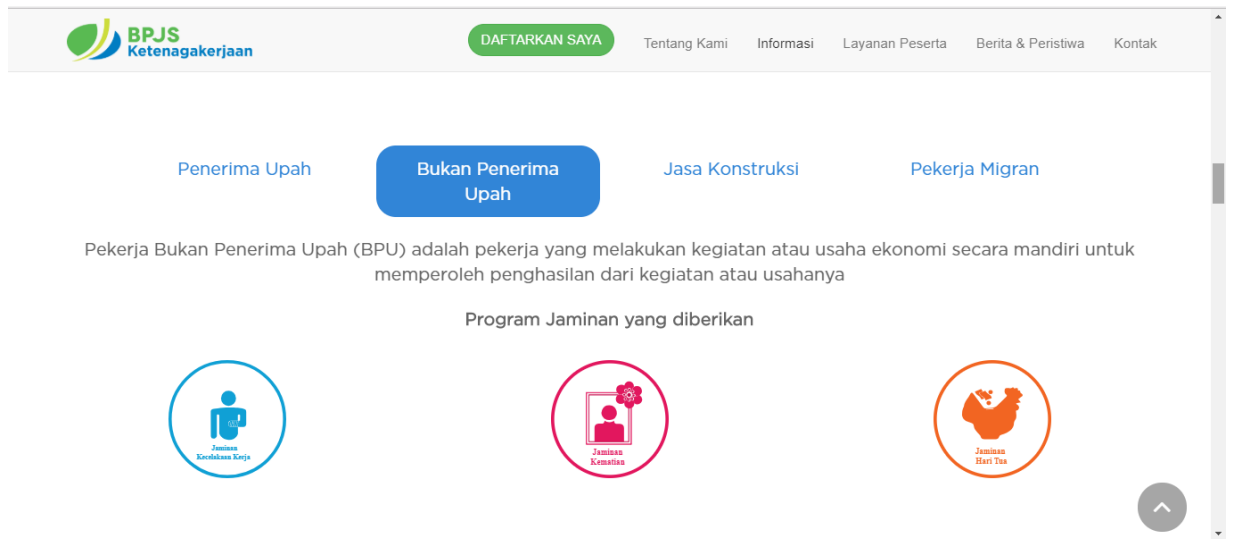 BPJS
Ketenagakerjaan
DAFTARKAN SAYA
Tentang Kami
Informasi
Layanan Peserta
Berita & Peristiwa
Kontak
Penerima Upah
Bukan Penerima
Upah
Jasa Konstruksi
Pekerja Migran
Pekerja Bukan Penerima Upah (BPU) adalah pekerja yang melakukan kegiatan atau usaha ekonomi secara mandiri untuk
memperoleh penghasilan dari kegiatan atau usahanya
Program Jaminan yang diberikan
Jaminan
Kecelakaan Kerja
Jaminan
Kematian
Jaminan
Hari Tua